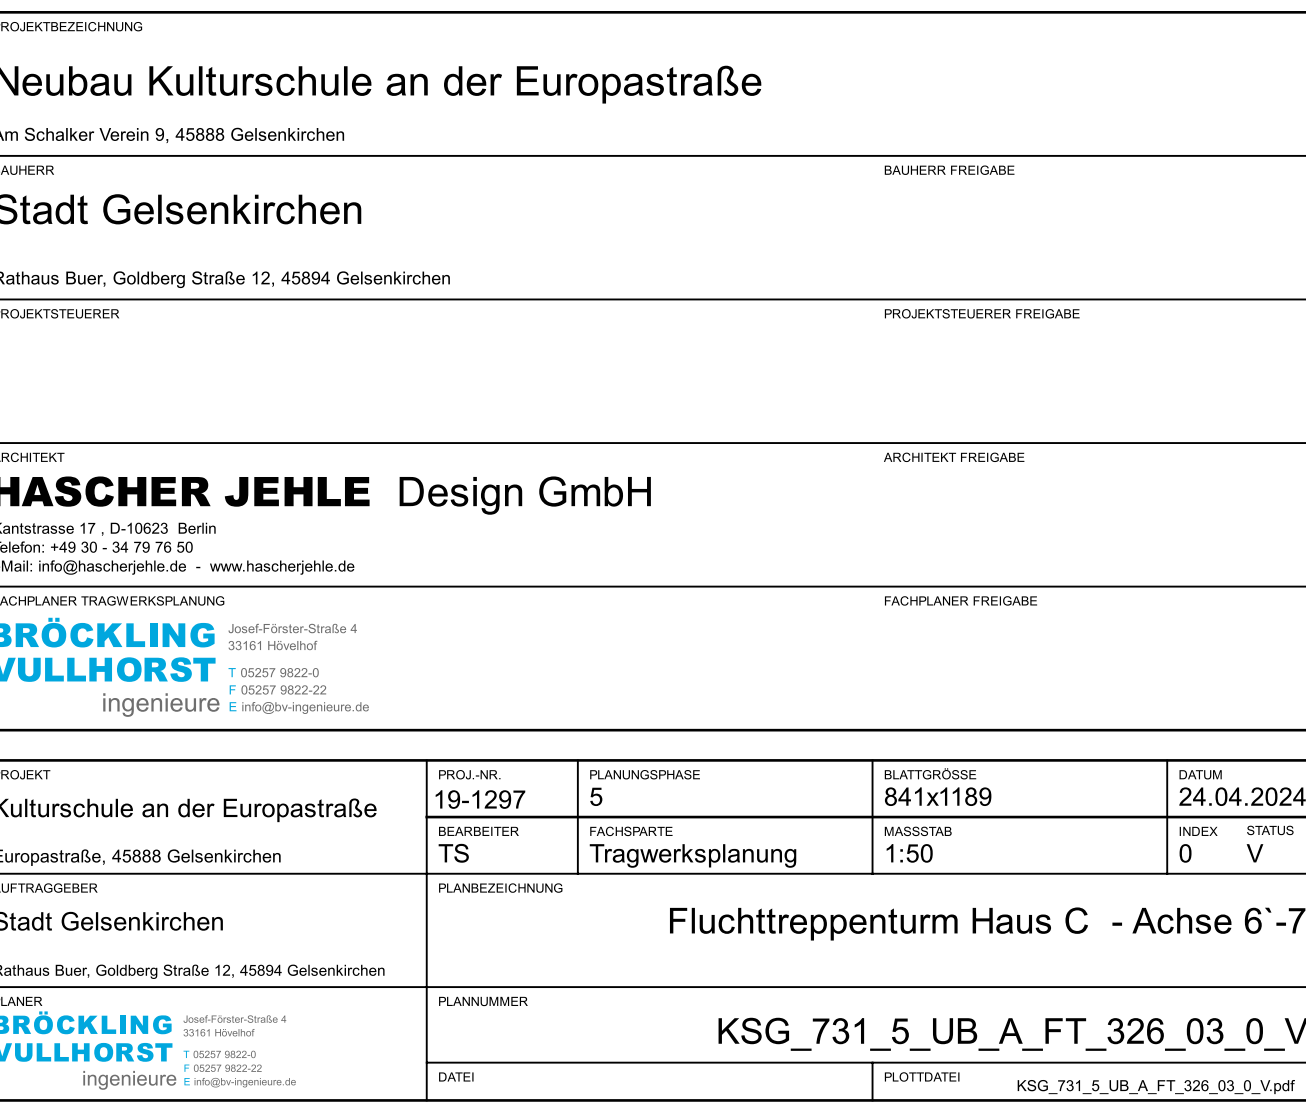 PROJEKTBEZEICHNUNG
Neubau Kulturschule an der Europastraße
Am Schalker Verein 9, 45888 Gelsenkirchen
BAUHERR
BAUHERR FREIGABE
Stadt Gelsenkirchen
Rathaus Buer, Goldberg Straße 12, 45894 Gelsenkirchen
PROJEKTSTEUERER
PROJEKTSTEUERER FREIGABE
ARCHITEKT
ARCHITEKT FREIGABE
HASCHER JEHLE Design GmbH
Kantstrasse 17 , D-10623 Berlin
Telefon: +49 30 - 34 79 76 50
Mail: info@hascherjehle.de - www.hascherjehle.de
FACHPLANER TRAGWERKSPLANUNG
FACHPLANER FREIGABE
BRÖCKLING
VULLHORST
ingenieure
Josef-Förster-Straße 4
33161 Hövelhof
T 05257 9822-0
F 05257 9822-22
E info@bv-ingenieure.de
PROJEKT
Kulturschule an der Europastraße
Europastraße, 45888 Gelsenkirchen
PROJ.-NR.
19-1297
PLANUNGSPHASE
5
BLATTGRÖSSE
841x1189
DATUM
24.04.2024
BEARBEITER
TS
FACHSPARTE
Tragwerksplanung
MASSSTAB
1:50
INDEX
0
STATUS
V
AUFTRAGGEBER
Stadt Gelsenkirchen
Rathaus Buer, Goldberg Straße 12, 45894 Gelsenkirchen
PLANBEZEICHNUNG
Fluchttreppenturm Haus C - Achse 6`-7
PLANER
BRÖCKLING
VULLHORST
ingenieure
Josef-Förster-Straße 4
33161 Hövelhof
T 05257 9822-0
F 05257 9822-22
E info@bv-ingenieure.de
PLANNUMMER
KSG_731_5_UB_A_FT_326_03_0_V
DATEI
PLOTTDATEI
KSG_731_5_UB_A_FT_326_03_0_V.pdf